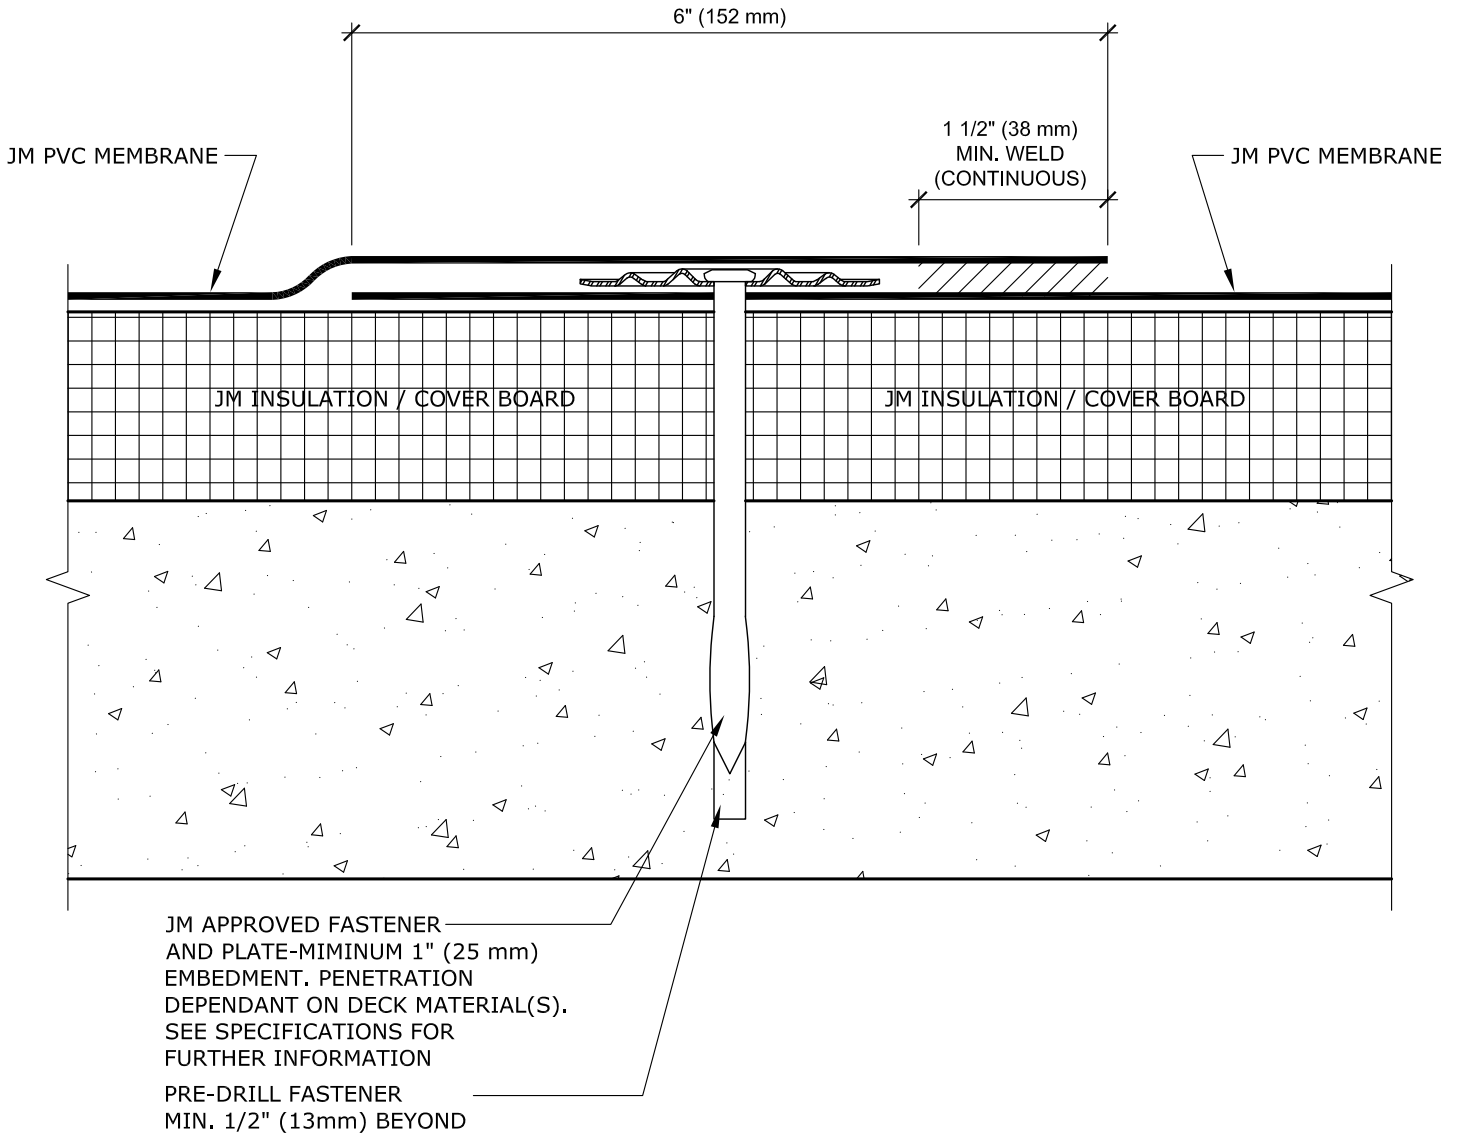 6" (152 mm)
1 1/2" (38 mm)
MIN. WELD
(CONTINUOUS)
JM PVC MEMBRANE
JM PVC MEMBRANE
JM INSULATION / COVER BOARD
JM INSULATION / COVER BOARD
JM APPROVED FASTENER
AND PLATE-MIMINUM 1" (25 mm)
EMBEDMENT. PENETRATION
DEPENDANT ON DECK MATERIAL(S).
SEE SPECIFICATIONS FOR
FURTHER INFORMATION
PRE-DRILL FASTENER
MIN. 1/2" (13mm) BEYOND